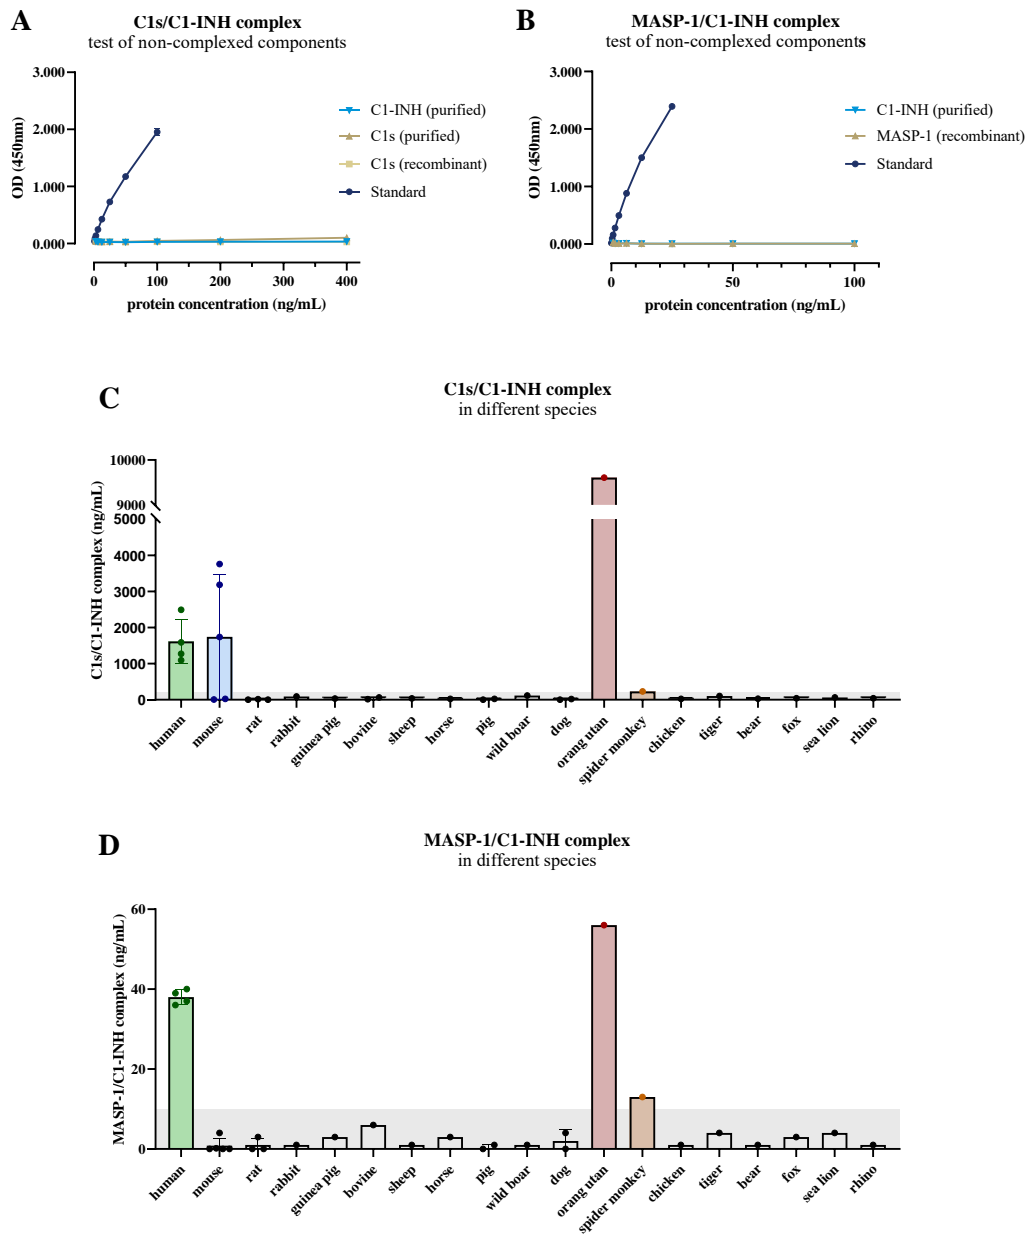 A
C1s/C1-INH complex
test of non-complexed components
3.000
2.000
1.000
0.000
OD (450nm)
0
100
200
300
400
protein concentration (ng/mL)
C1-INH (purified)
C1s (purified)
C1s (recombinant)
Standard
B
MASP-1/C1-INH complex
test of non-complexed components
3.000
2.000
1.000
0.000
OD (450nm)
0
50
100
protein concentration (ng/mL)
C1-INH (purified)
MASP-1 (recombinant)
Standard
C
C1s/C1-INH complex
in different species
10000
9000
5000
4000
3000
2000
1000
0
C1s/C1-INH complex (ng/mL)
human
mouse
rat
rabbit
guinea pig
bovine
sheep
horse
pig
wild boar
dog
orang utan
spider monkey
chicken
tiger
bear
fox
sea lion
rhino
D
MASP-1/C1-INH complex
in different species
60
40
20
0
MASP-1/C1-INH complex (ng/mL)
human
mouse
rat
rabbit
guinea pig
bovine
sheep
horse
pig
wild boar
dog
orang utan
spider monkey
chicken
tiger
bear
fox
sea lion
rhino